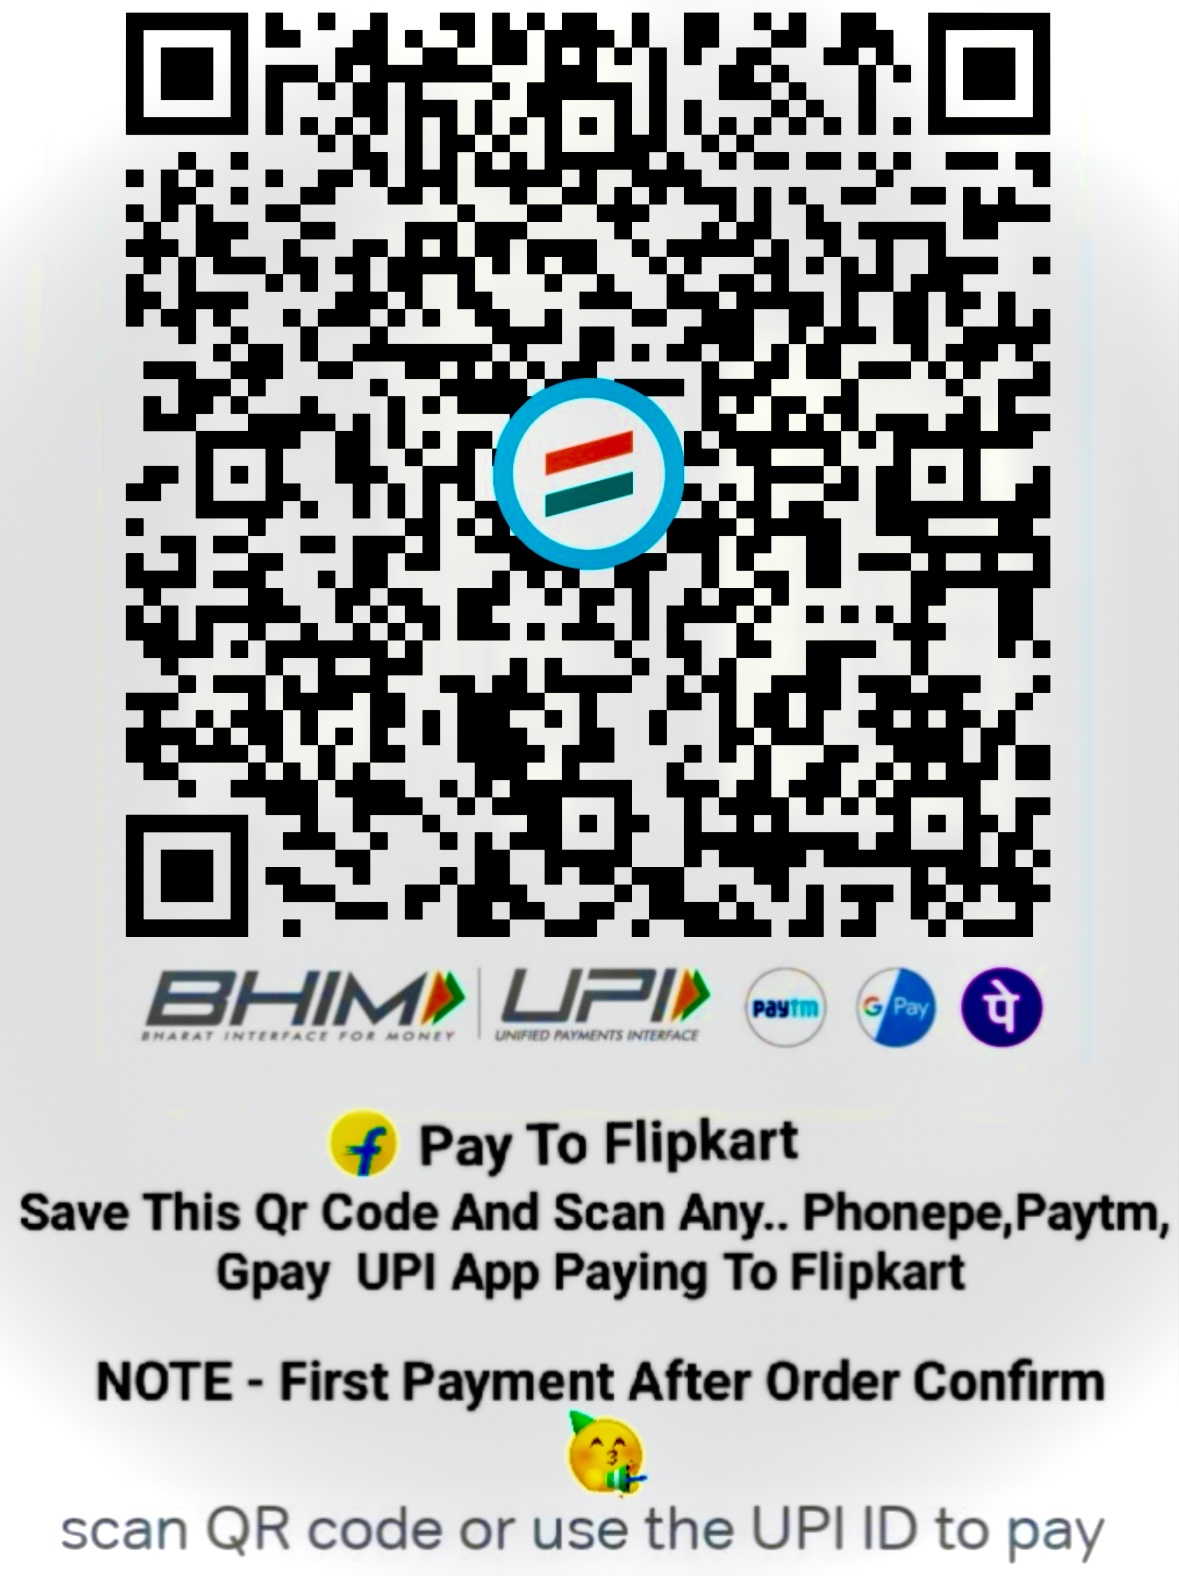 BHIM UPI paytm G Pay पे
BHARAT INTERFACE FOR MONEY UNIFIED PAYMENTS INTERFACE
f Pay To Flipkart
Save This Qr Code And Scan Any.. Phonepe,Paytm,
Gpay UPI App Paying To Flipkart
NOTE - First Payment After Order Confirm
scan QR code or use the UPI ID to pay